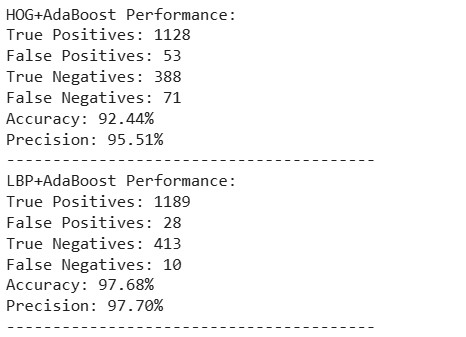 HOG+AdaBoost Performance:
True Positives: 1128
False Positives: 53
True Negatives: 388
False Negatives: 71
Accuracy: 92.44%
Precision: 95.51%
----------------------------------------
LBP+AdaBoost Performance:
True Positives: 1189
False Positives: 28
True Negatives: 413
False Negatives: 10
Accuracy: 97.68%
Precision: 97.70%
----------------------------------------